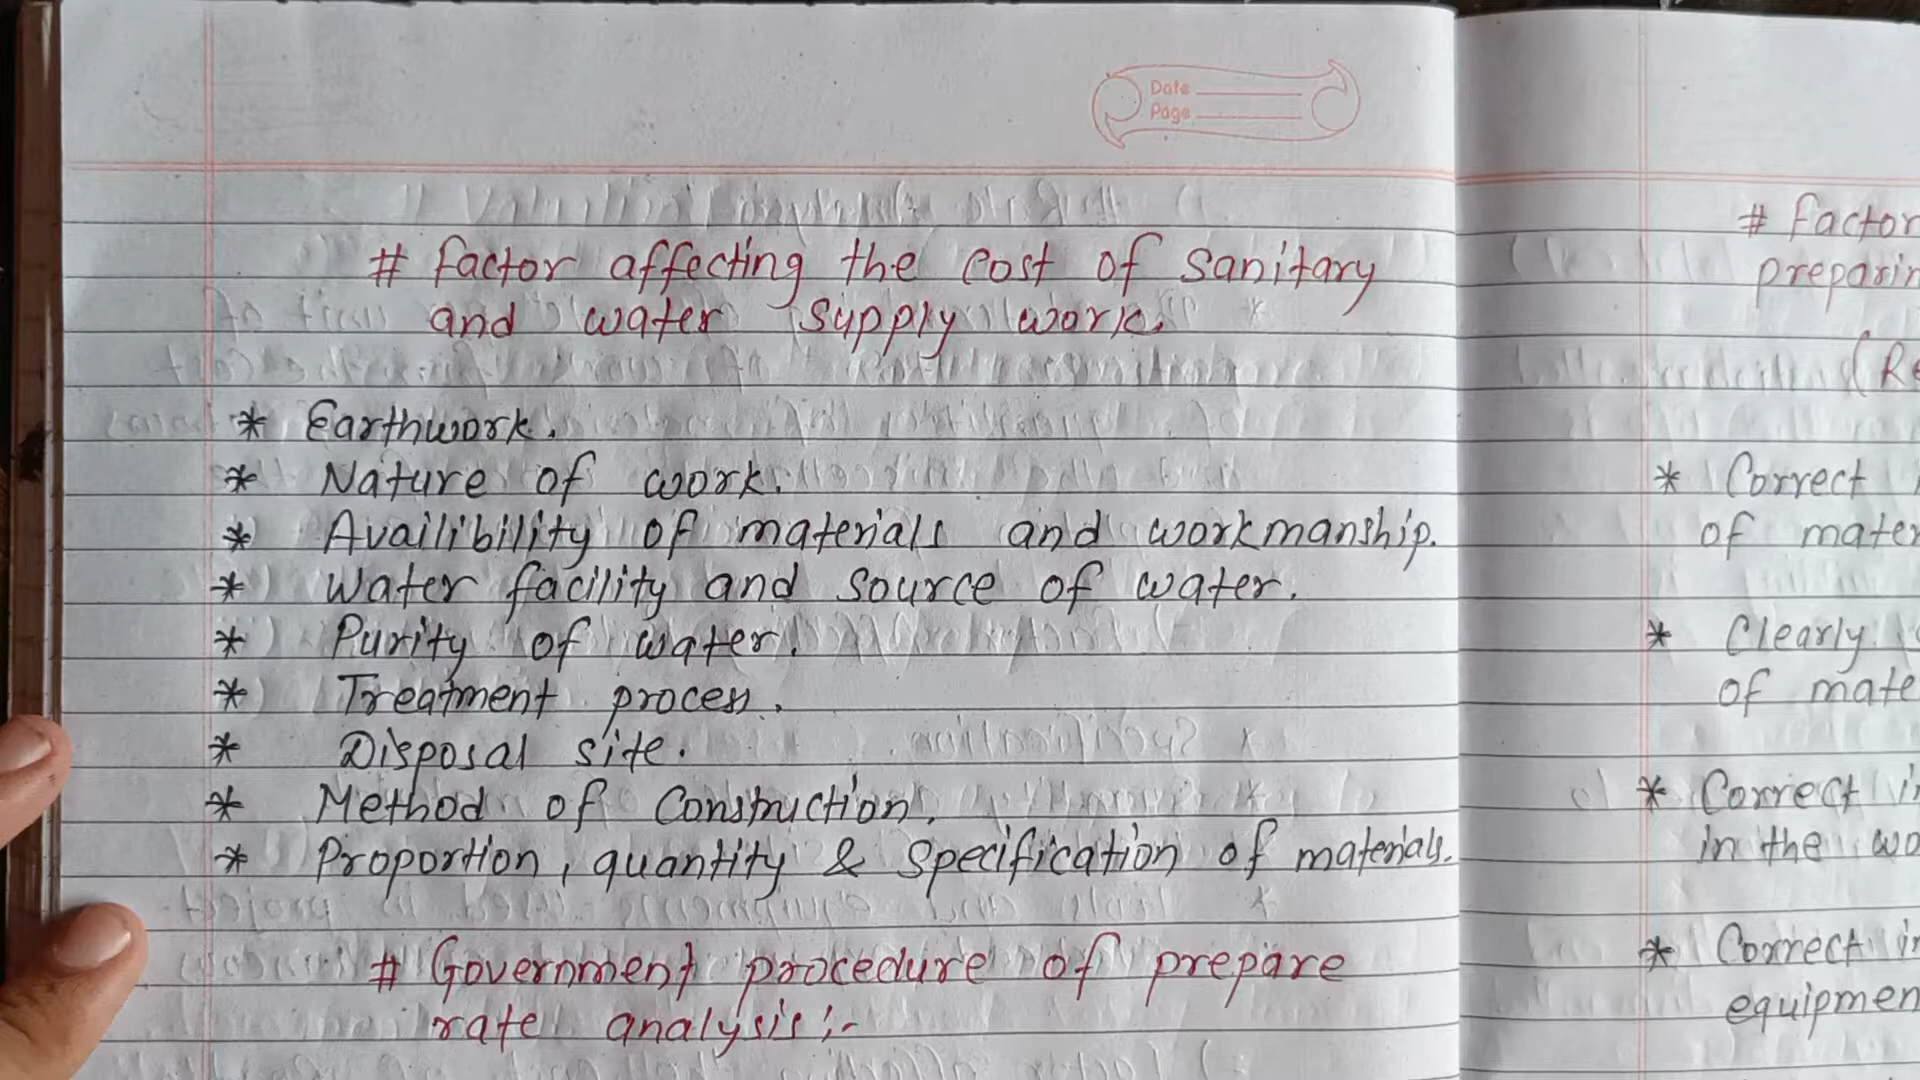 Date
Page
# factor affecting the cost of sanitary
and water supply work.
* Earthwork.
* Nature of work.
* Availibility of materials and workmanship.
* Water facility and source of water.
* Purity of water.
* Treatment process.
* Disposal site.
* Method of Construction.
* Proportion, quantity & Specification of materials.
# Government procedure of prepare
rate analysis:-
# factor
preparin
(Re
* Correct
of mater
* Clearly
of mate
* Correct in
in the wo
* Correct in
equipmen